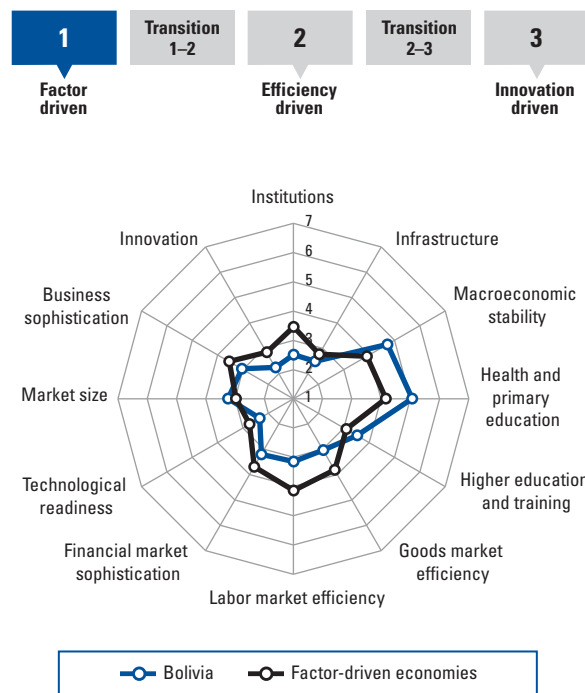 1
Transition
1–2
2
Transition
2–3
3
Factor
driven
Efficiency
driven
Innovation
driven
Institutions
7
Innovation
6
Infrastructure
5
Business
sophistication
4
Macroeconomic
stability
3
2
Market size
1
Health and
primary
education
Technological
readiness
Higher education
and training
Financial market
sophistication
Goods market
efficiency
Labor market efficiency
Bolivia
Factor-driven economies